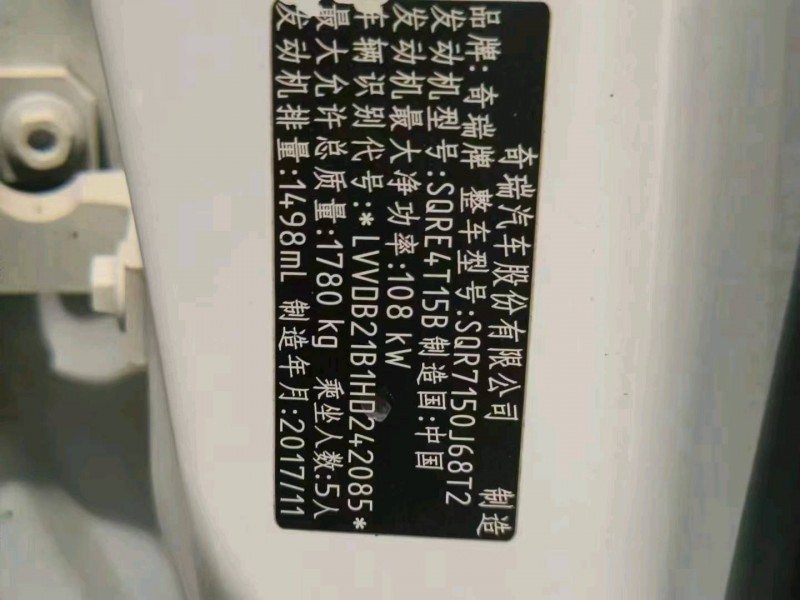 奇瑞汽车股份有限公司 制造
品牌:奇瑞牌 整车型号:SQR7150J68T2
发动机型号:SQRE4T15B 制造国:中国
发动机最大净功率:108 kW
车辆识别代号:*LVVDB21B1HD242085*
最大允许总质量:1780 kg 乘坐人数:5人
发动机排量:1498mL 制造年月:2017/11